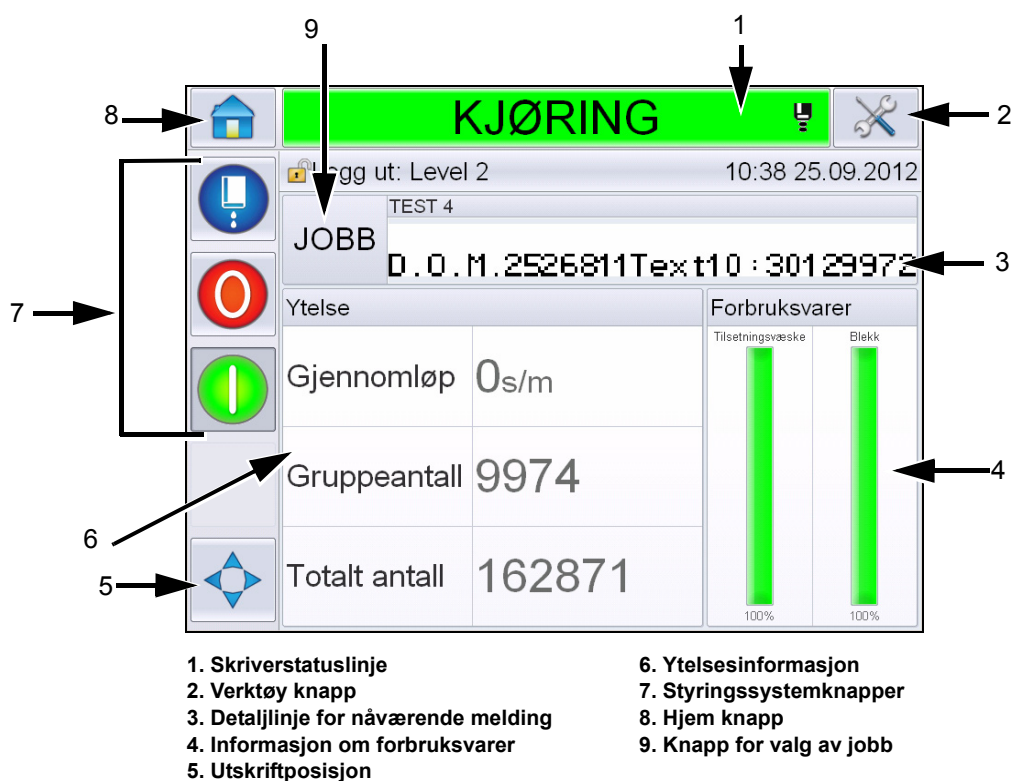 9
1
KJØRING
8
2
Logg ut: Level 2
10:38 25.09.2012
TEST 4
JOBB
D.O.M.2526811Text10:30129972
3
7
Ytelse
Forbruksvarer
Tilsetningsvæske
Blekk
Gjennomløp
0s/m
Gruppeantall
9974
4
6
Totalt antall
162871
5
100%
100%
1. Skriverstatuslinje
2. Verktøy knapp
3. Detaljlinje for nåværende melding
4. Informasjon om forbruksvarer
5. Utskriftposisjon
6. Ytelsesinformasjon
7. Styringssystemknapper
8. Hjem knapp
9. Knapp for valg av jobb